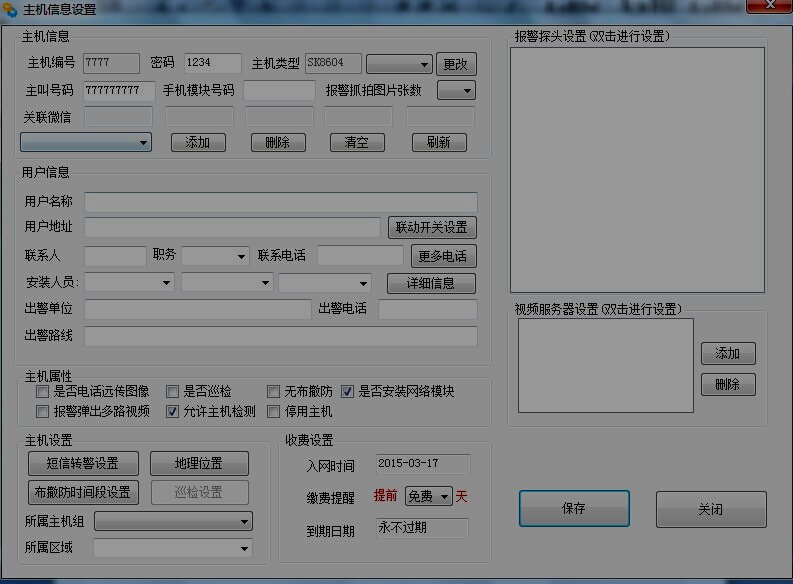 主机信息设置
主机信息
主机编号 7777 密码 1234 主机类型 SK8604 更改
主叫号码 777777777 手机模块号码 报警抓拍图片张数
关联微信
添加 删除 清空 刷新
用户信息
用户名称
用户地址 联动开关设置
联系人 职务 联系电话 更多电话
安装人员: 详细信息
出警单位 出警电话
出警路线
主机属性
是否电话远传图像 是否巡检 无布撤防 是否安装网络模块
报警弹出多路视频 允许主机检测 停用主机
主机设置
短信转警设置 地理位置
布撤防时间段设置 巡检设置
所属主机组
所属区域
收费设置
入网时间 2015-03-17
缴费提醒 提前 免费 天
到期日期 永不过期
报警探头设置(双击进行设置)
视频服务器设置(双击进行设置)
添加
删除
保存 关闭